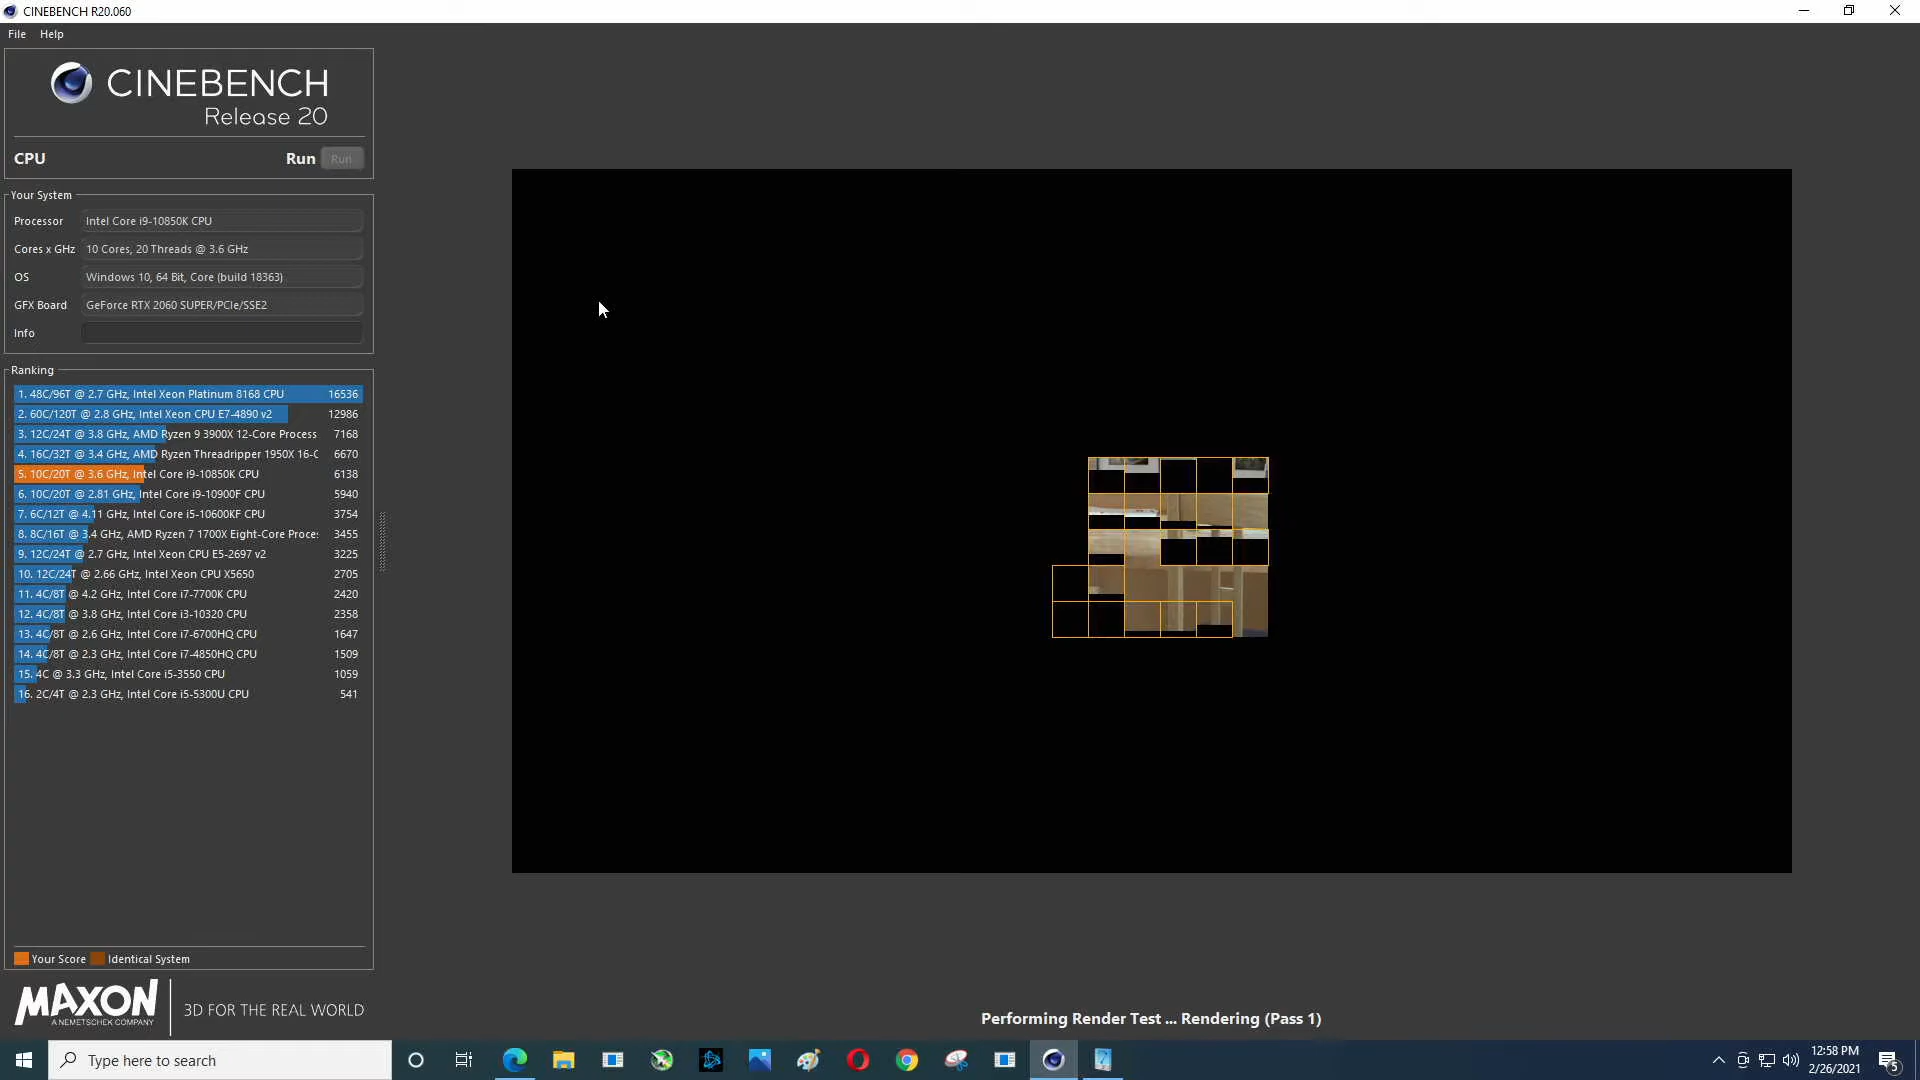 CINEBENCH R20.060
File Help
CINEBENCH
Release 20
CPU Run Run
Your System
Processor Intel Core i9-10850K CPU
Cores x GHz 10 Cores, 20 Threads @ 3.6 GHz
OS Windows 10, 64 Bit, Core (build 18363)
GFX Board GeForce RTX 2060 SUPER/PCIe/SSE2
Info
Ranking
1. 48C/96T @ 2.7 GHz, Intel Xeon Platinum 8168 CPU 16536
2. 60C/120T @ 2.8 GHz, Intel Xeon CPU E7-4890 v2 12986
3. 12C/24T @ 3.8 GHz, AMD Ryzen 9 3900X 12-Core Process 7168
4. 16C/32T @ 3.4 GHz, AMD Ryzen Threadripper 1950X 16-C 6670
5. 10C/20T @ 3.6 GHz, Intel Core i9-10850K CPU 6138
6. 10C/20T @ 2.81 GHz, Intel Core i9-10900F CPU 5940
7. 6C/12T @ 4.11 GHz, Intel Core i5-10600KF CPU 3754
8. 8C/16T @ 3.4 GHz, AMD Ryzen 7 1700X Eight-Core Proce: 3455
9. 12C/24T @ 2.7 GHz, Intel Xeon CPU E5-2697 v2 3225
10. 12C/24T @ 2.66 GHz, Intel Xeon CPU X5650 2705
11. 4C/8T @ 4.2 GHz, Intel Core i7-7700K CPU 2420
12. 4C/8T @ 3.8 GHz, Intel Core i3-10320 CPU 2358
13. 4C/8T @ 2.6 GHz, Intel Core i7-6700HQ CPU 1647
14. 4C/8T @ 2.3 GHz, Intel Core i7-4850HQ CPU 1509
15. 4C @ 3.3 GHz, Intel Core i5-3550 CPU 1059
16. 2C/4T @ 2.3 GHz, Intel Core i5-5300U CPU 541
Your Score Identical System
MAXON 3D FOR THE REAL WORLD
A NEMETSCHEK COMPANY
Performing Render Test ... Rendering (Pass 1)
Type here to search
12:58 PM
2/26/2021
5